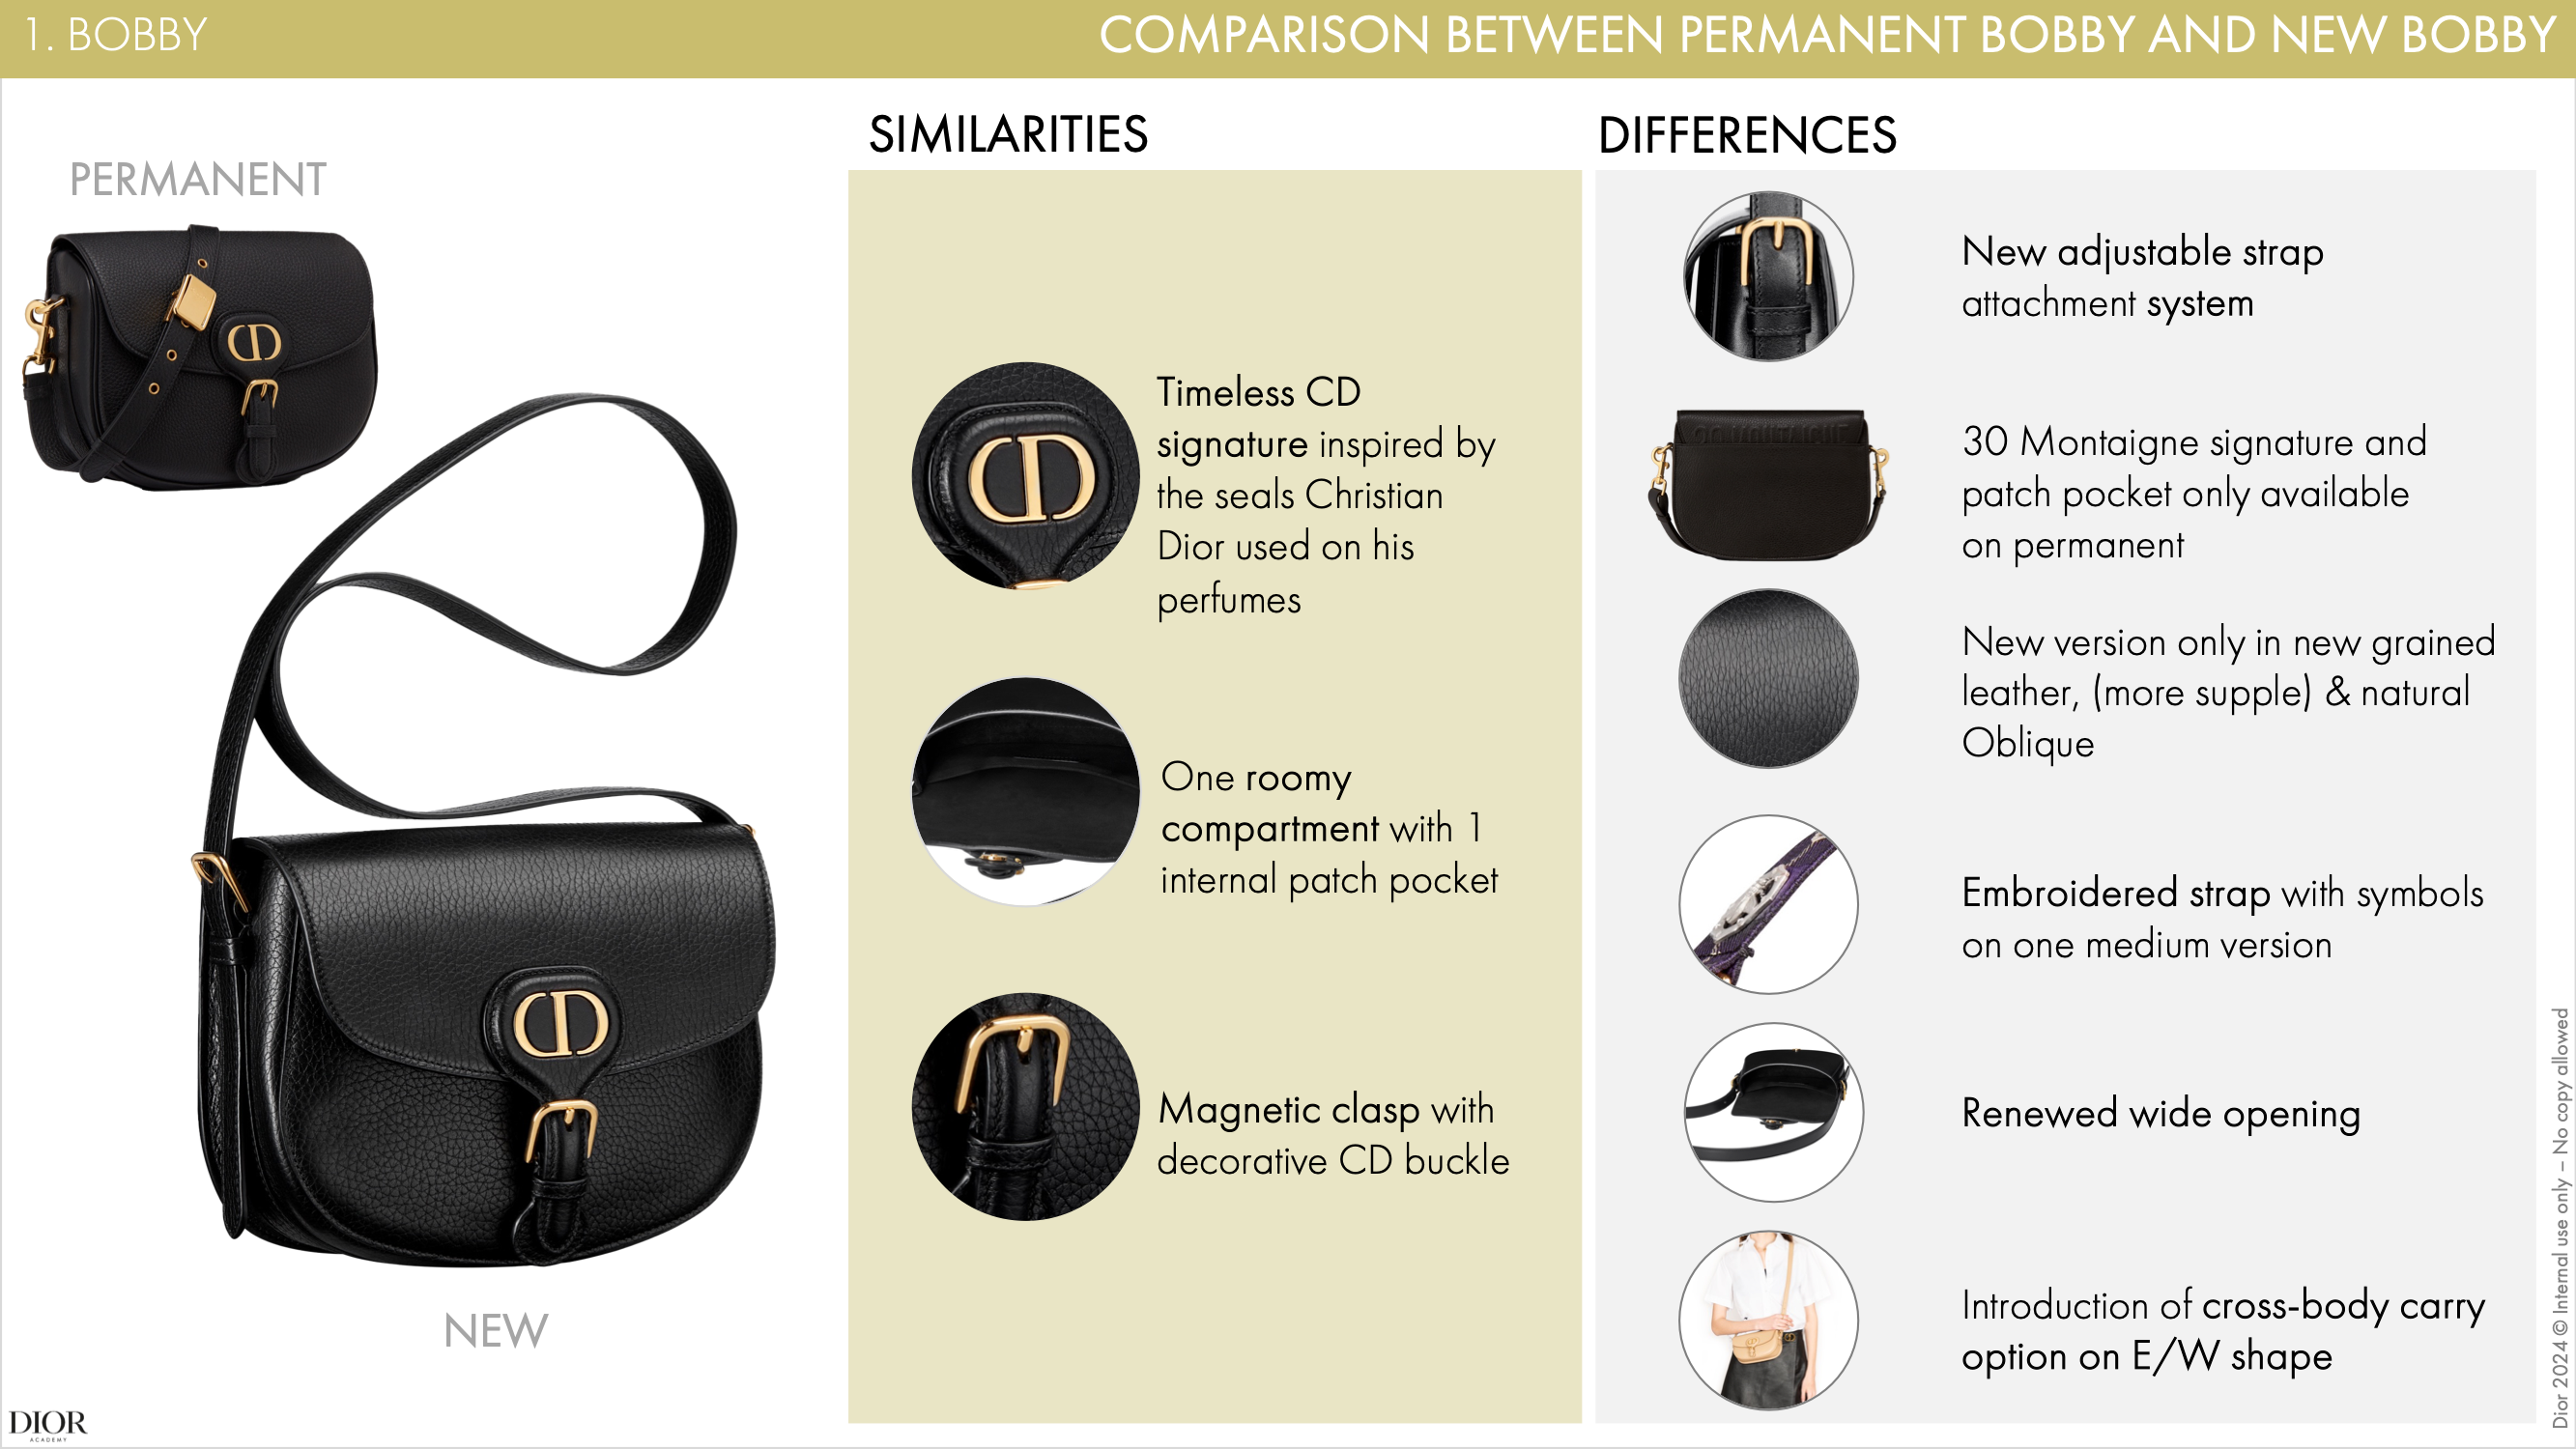 1. BOBBY
COMPARISON BETWEEN PERMANENT BOBBY AND NEW BOBBY
PERMANENT
NEW
SIMILARITIES
Timeless CD
signature inspired by
the seals Christian
Dior used on his
perfumes
One roomy
compartment with 1
internal patch pocket
Magnetic clasp with
decorative CD buckle
DIFFERENCES
New adjustable strap
attachment system
30 Montaigne signature and
patch pocket only available
on permanent
New version only in new grained
leather, (more supple) & natural
Oblique
Embroidered strap with symbols
on one medium version
Renewed wide opening
Introduction of cross-body carry
option on E/W shape
DIOR
ACADEMY
Dior 2024 © Internal use only – No copy allowed